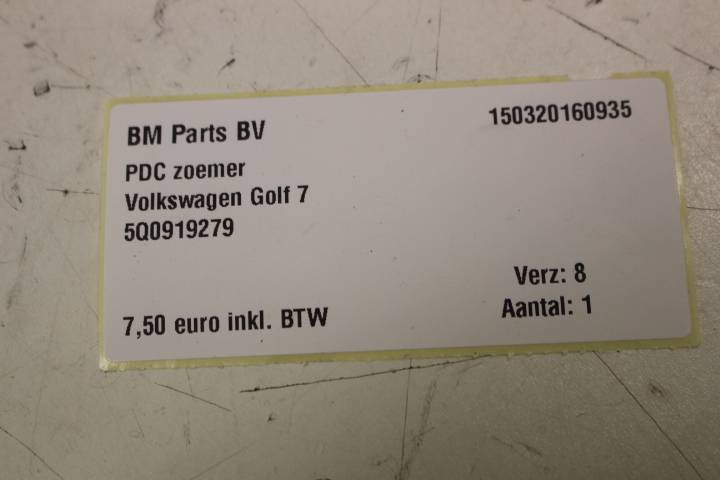 BM Parts BV
150320160935
PDC zoemer
Volkswagen Golf 7
5Q0919279
Verz: 8
Aantal: 1
7,50 euro inkl. BTW